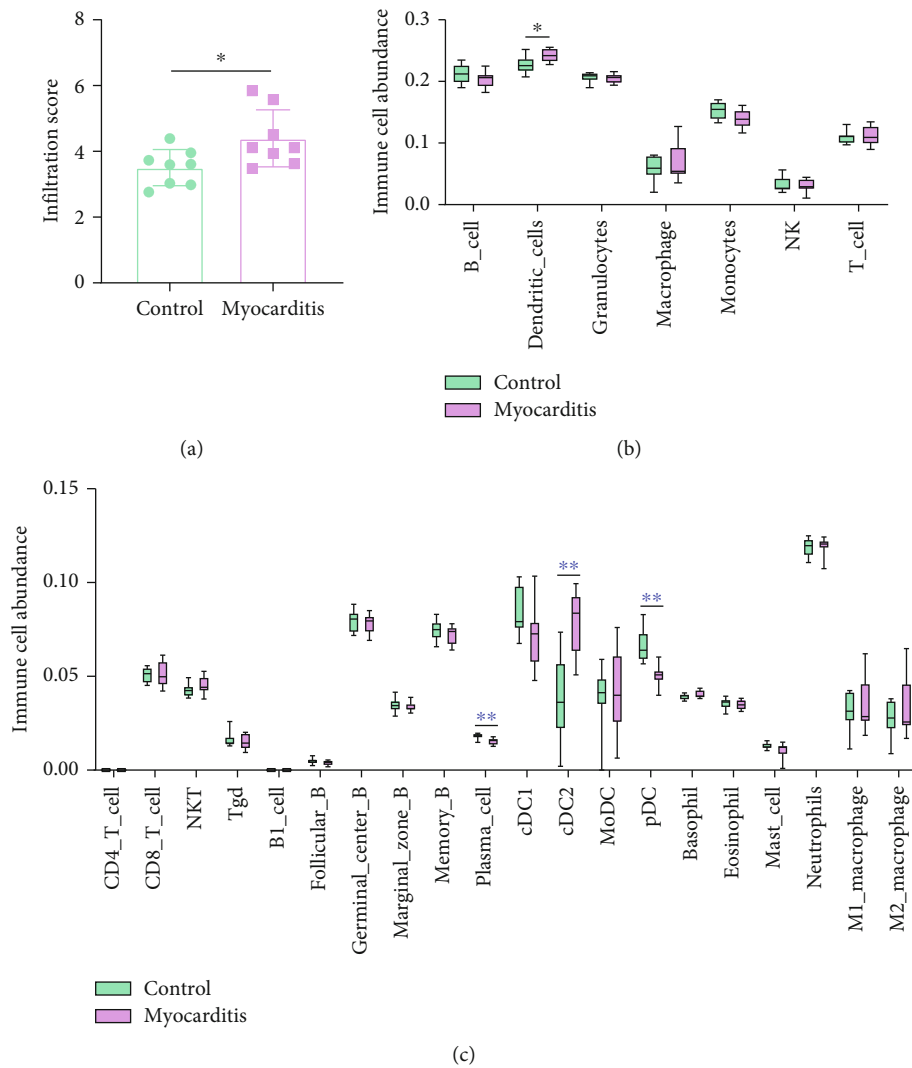 Infiltration score
8
6
4
2
0
*
Control
Myocarditis
(a)
Immune cell abundance
0.3
0.2
0.1
0.0
*
B_cell
Dendritic_cells
Granulocytes
Macrophage
Monocytes
NK
T_cell
Control
Myocarditis
(b)
Immune cell abundance
0.15
0.10
0.05
0.00
**
**
**
CD4_T_cell
CD8_T_cell
NKT
Tgd
B1_cell
Follicular_B
Germinal_center_B
Marginal_zone_B
Memory_B
Plasma_cell
cDC1
cDC2
MoDC
pDC
Basophil
Eosinophil
Mast_cell
Neutrophils
M1_macrophage
M2_macrophage
Control
Myocarditis
(c)